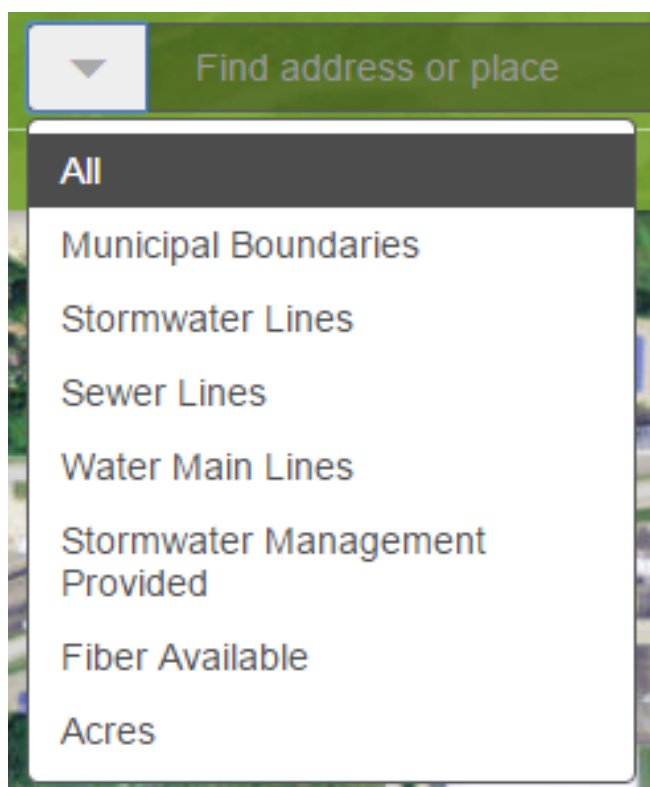 Find address or place
All
Municipal Boundaries
Stormwater Lines
Sewer Lines
Water Main Lines
Stormwater Management
Provided
Fiber Available
Acres